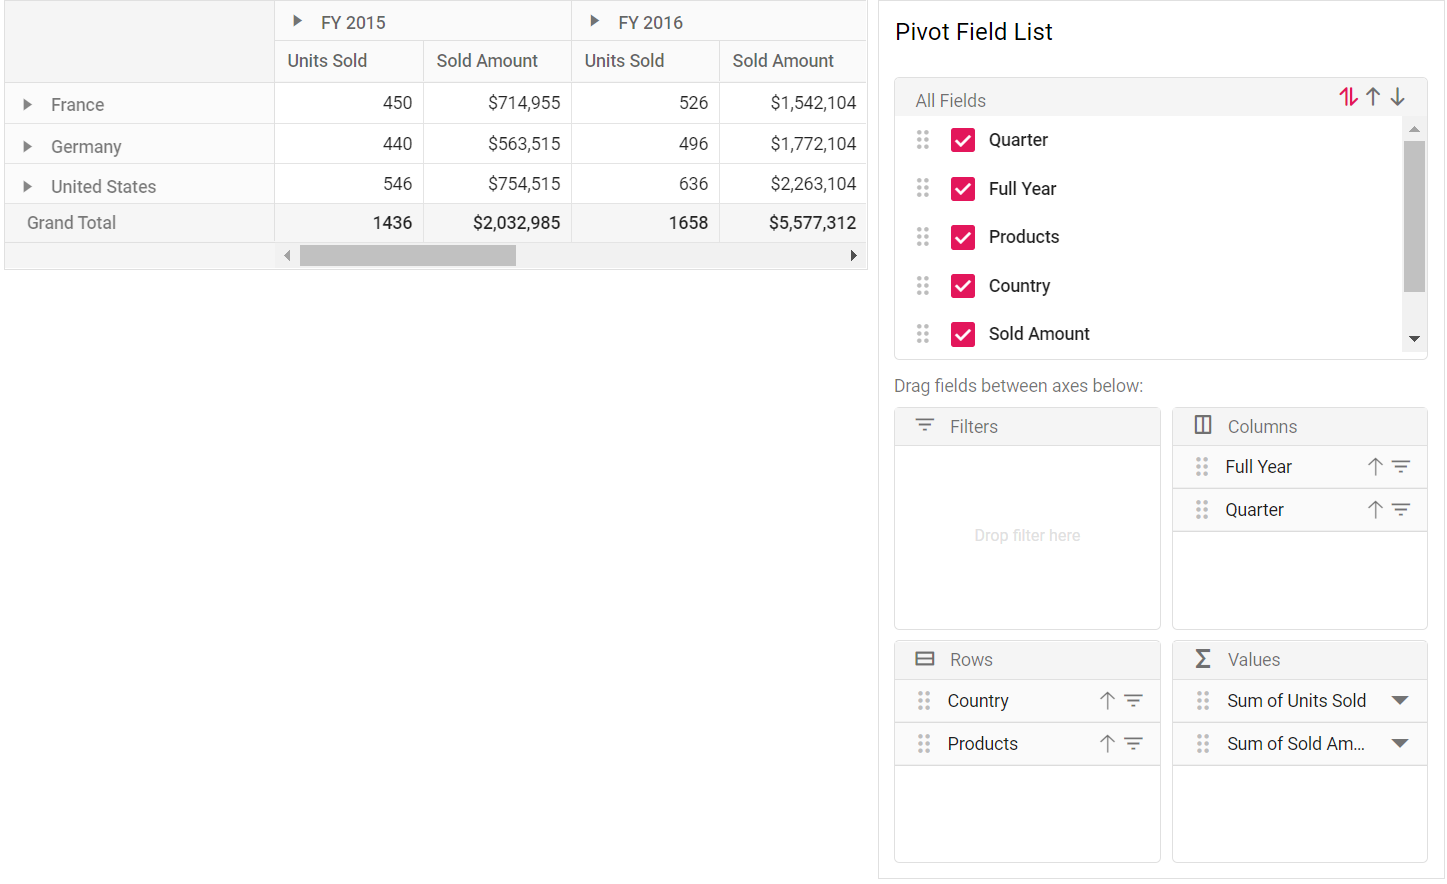 FY 2015 FY 2016
Units Sold Sold Amount Units Sold Sold Amount
France 450 $714,955 526 $1,542,104
Germany 440 $563,515 496 $1,772,104
United States 546 $754,515 636 $2,263,104
Grand Total 1436 $2,032,985 1658 $5,577,312
Pivot Field List
All Fields
Quarter
Full Year
Products
Country
Sold Amount
Drag fields between axes below:
Filters
Drop filter here
Columns
Full Year
Quarter
Rows
Country
Products
Values
Sum of Units Sold
Sum of Sold Am...